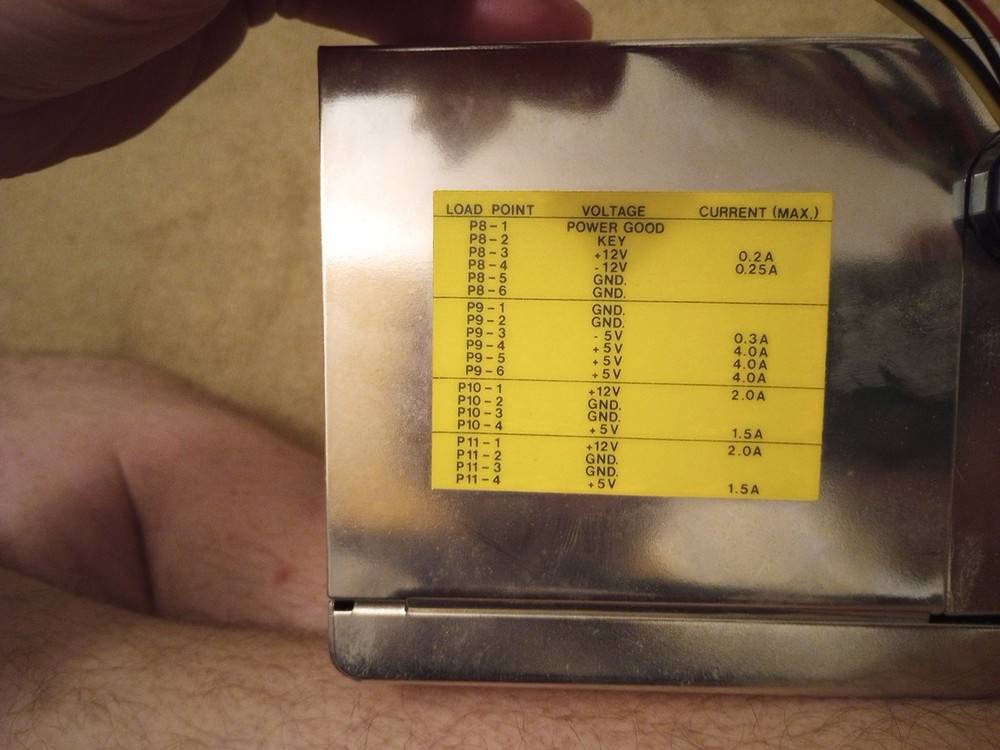 LOAD POINT VOLTAGE CURRENT (MAX.)
P8-1 POWER GOOD
P8-2 KEY
P8-3 +12V 0.2A
P8-4 -12V 0.25A
P8-5 GND.
P8-6 GND.
P9-1 GND.
P9-2 GND.
P9-3 -5V 0.3A
P9-4 +5V 4.0A
P9-5 +5V 4.0A
P9-6 +5V 4.0A
P10-1 +12V 2.0A
P10-2 GND.
P10-3 GND.
P10-4 +5V 1.5A
P11-1 +12V 2.0A
P11-2 GND.
P11-3 GND.
P11-4 +5V 1.5A